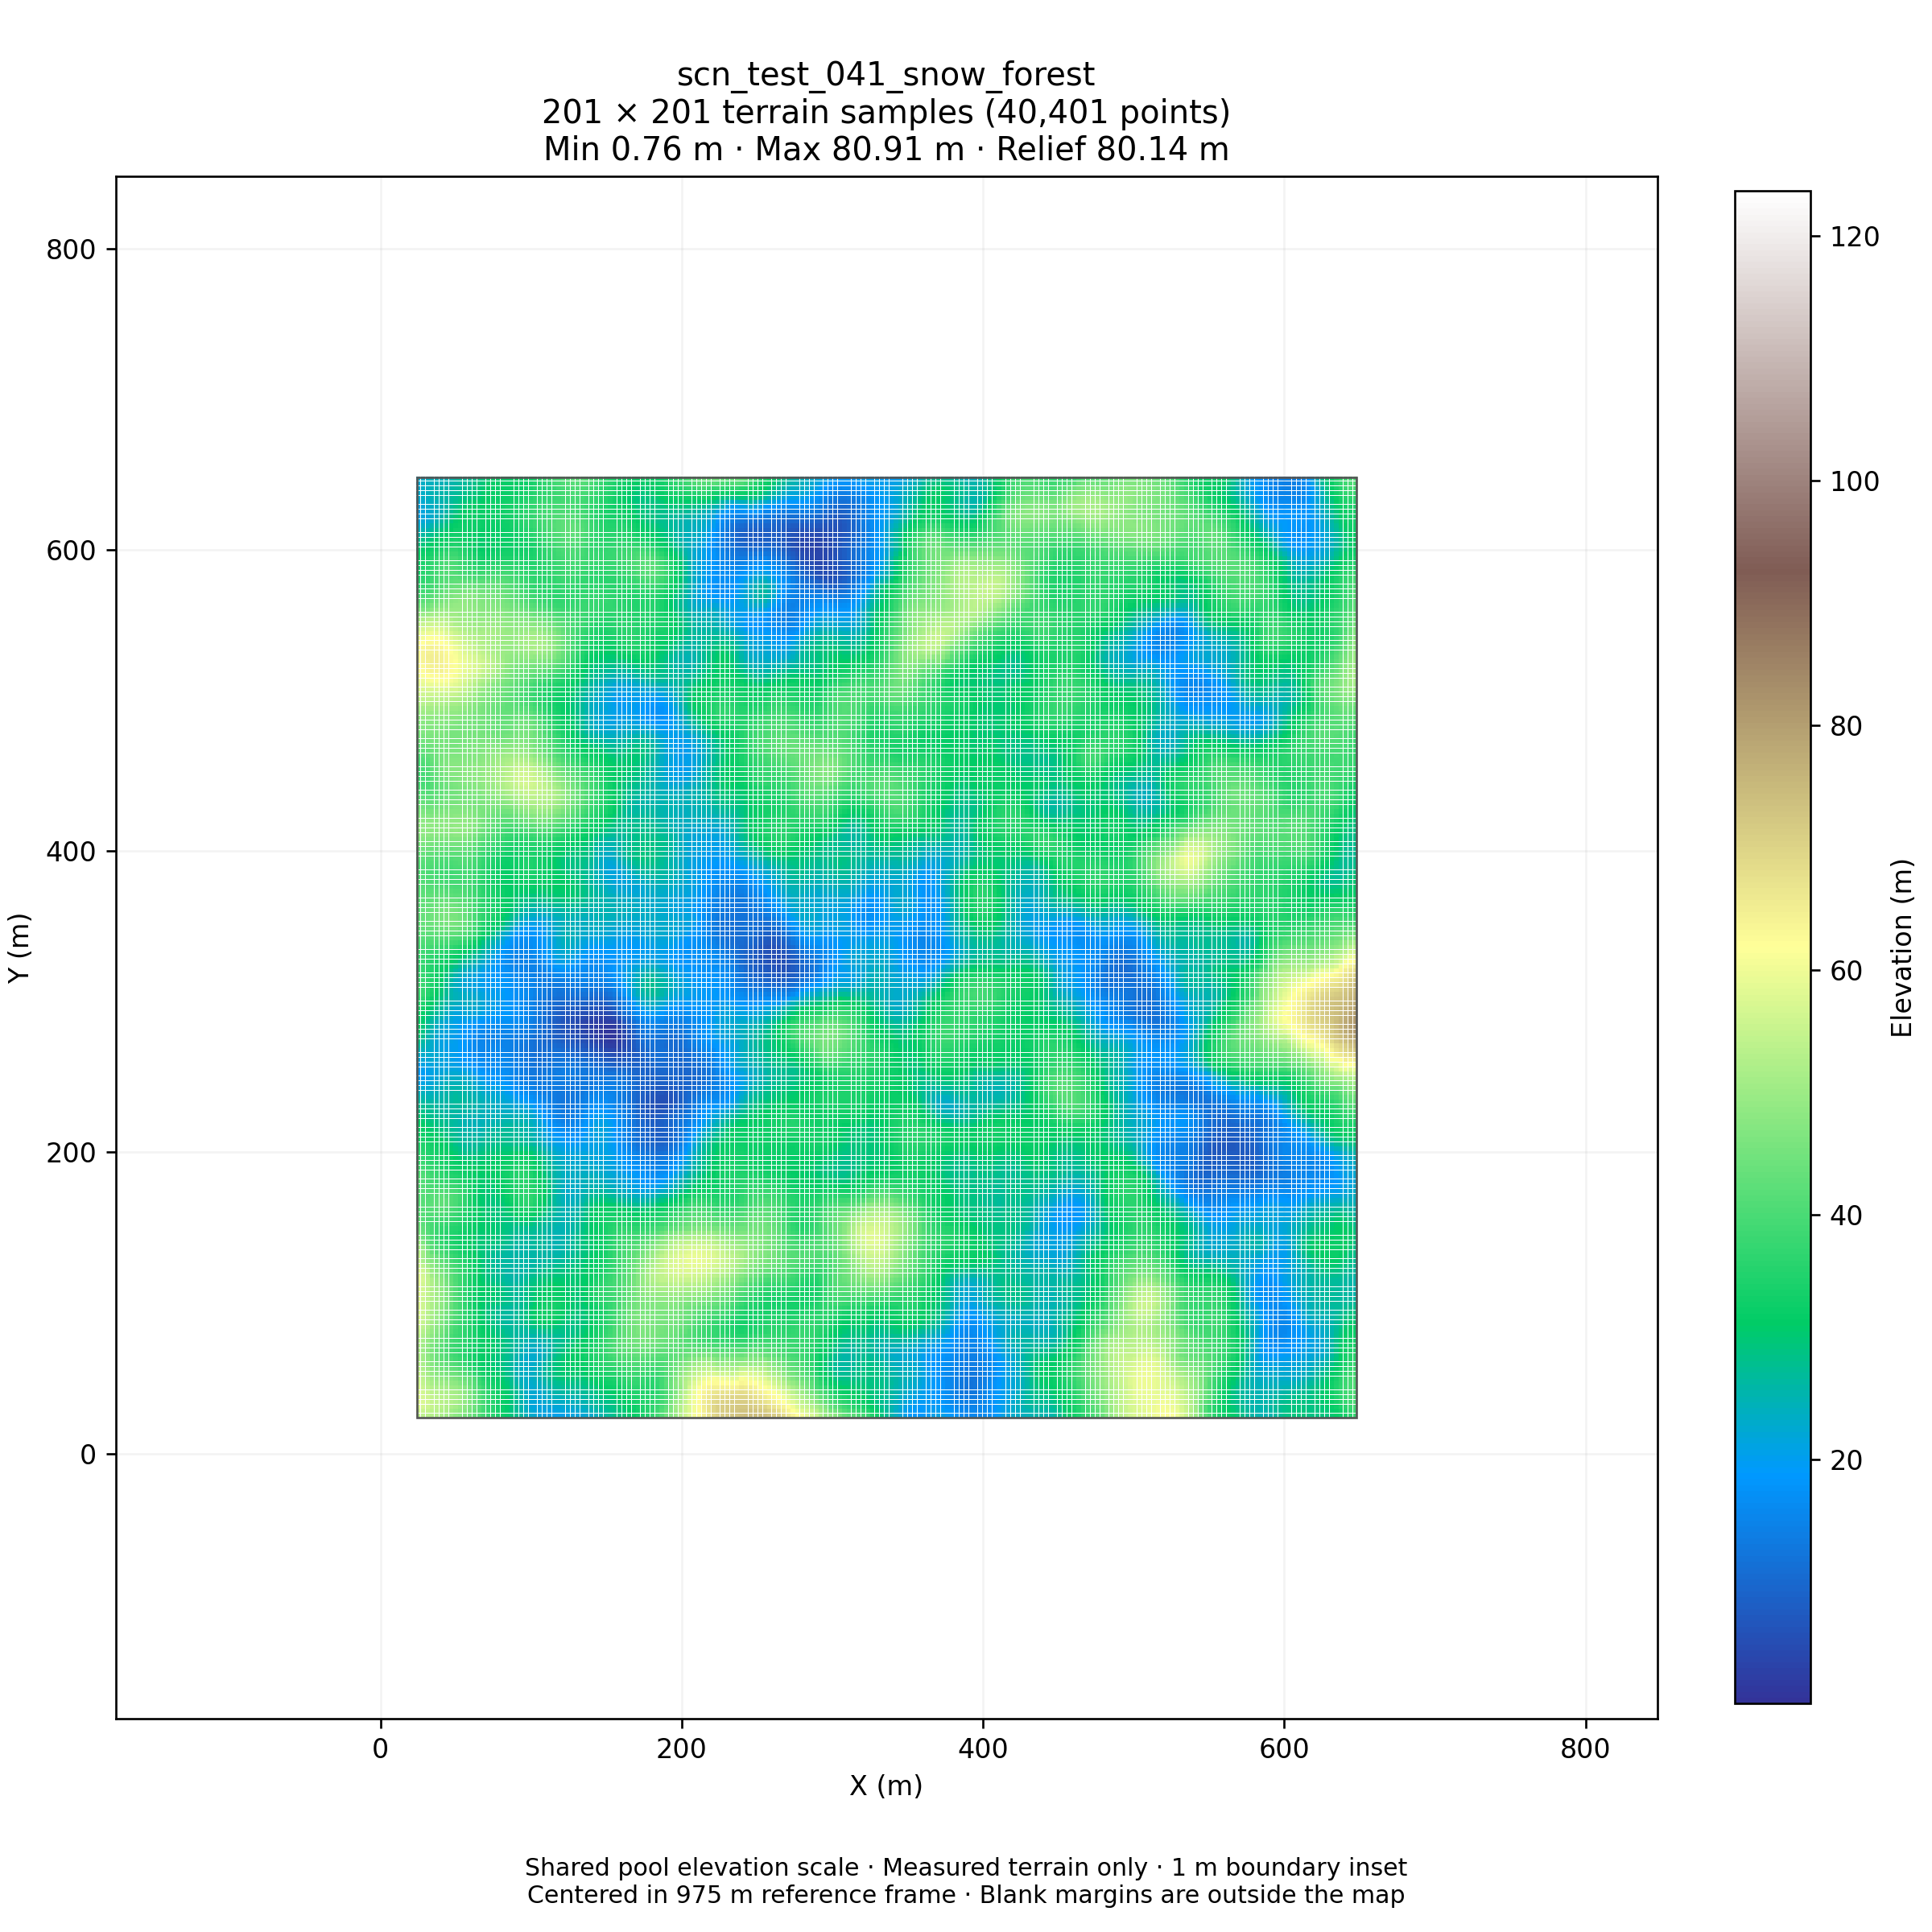 scn_test_041_snow_forest
201 × 201 terrain samples (40,401 points)
Min 0.76 m · Max 80.91 m · Relief 80.14 m
800
600
400
200
0
Y (m)
0
200
400
600
800
X (m)
120
100
80
60
40
20
Elevation (m)
Shared pool elevation scale · Measured terrain only · 1 m boundary inset
Centered in 975 m reference frame · Blank margins are outside the map